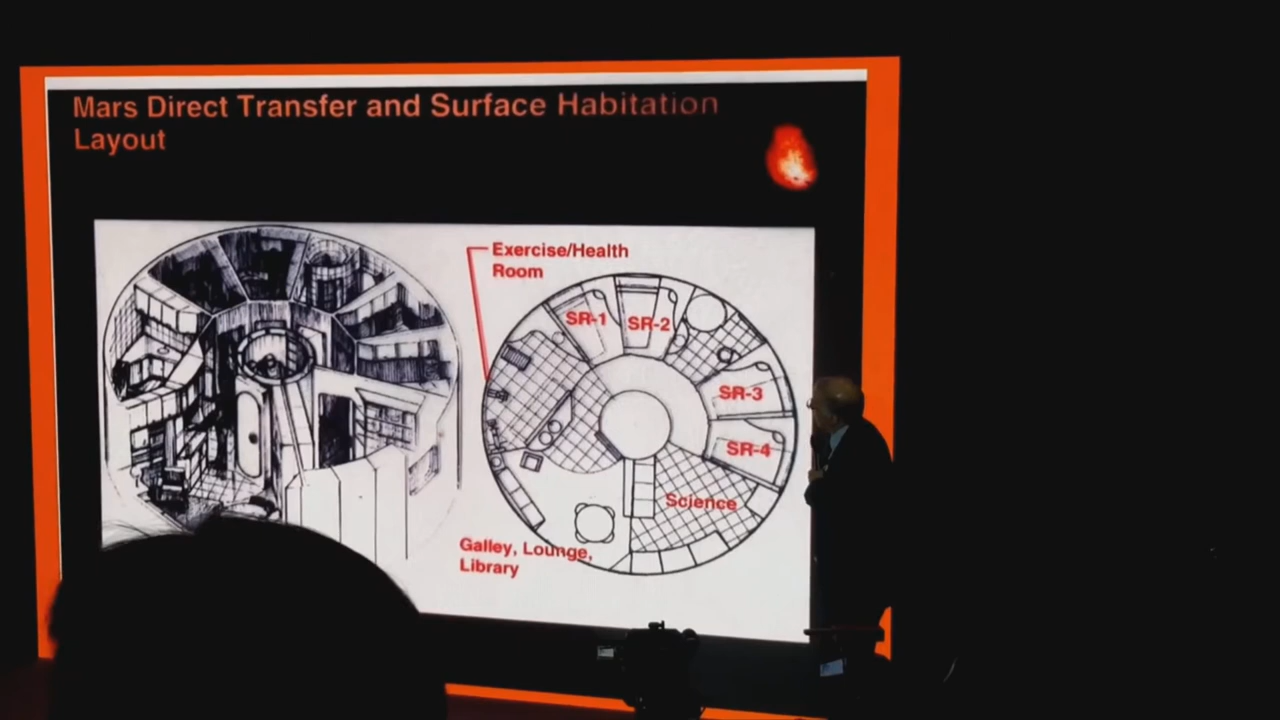 Mars Direct Transfer and Surface Habitation
Layout
Exercise/Health
Room
SR-1
SR-2
SR-3
SR-4
Science
Galley, Lounge,
Library